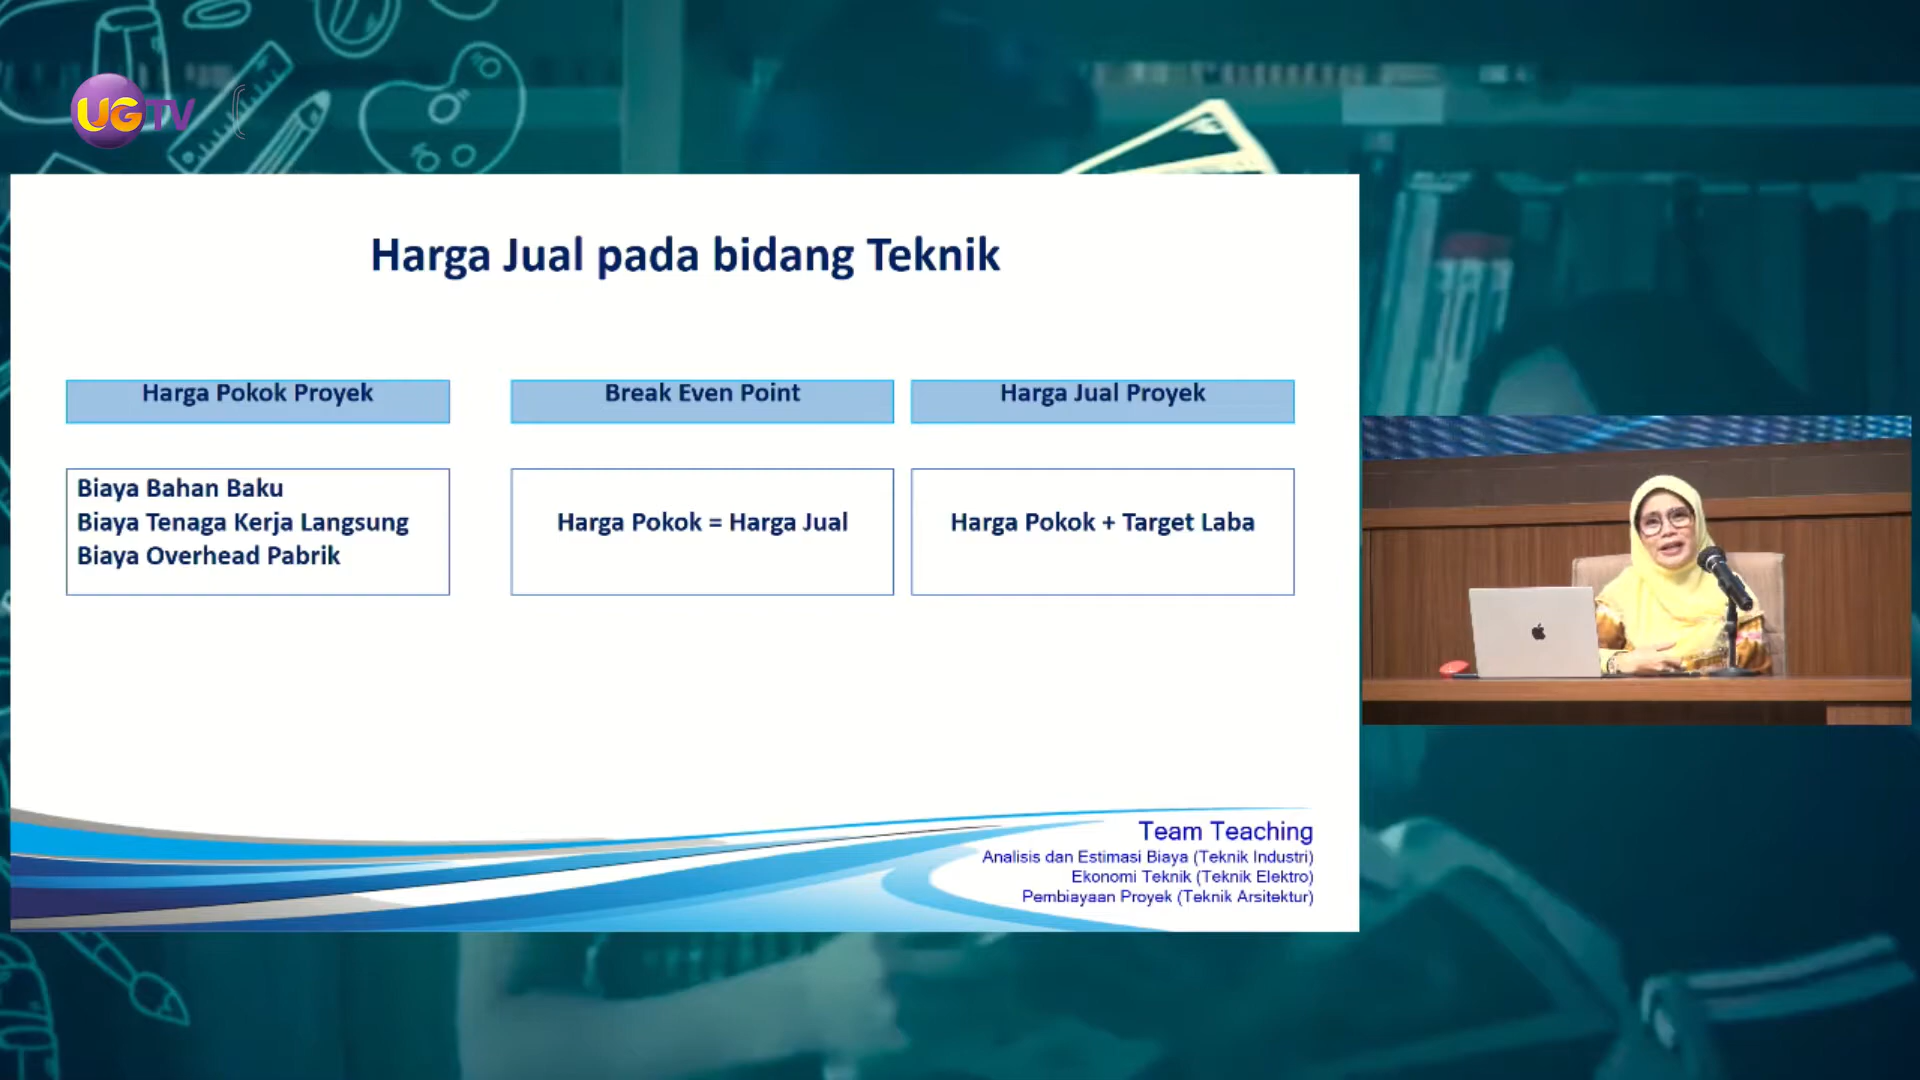 UGTV
Harga Jual pada bidang Teknik
Harga Pokok Proyek
Biaya Bahan Baku
Biaya Tenaga Kerja Langsung
Biaya Overhead Pabrik
Break Even Point
Harga Pokok = Harga Jual
Harga Jual Proyek
Harga Pokok + Target Laba
Team Teaching
Analisis dan Estimasi Biaya (Teknik Industri)
Ekonomi Teknik (Teknik Elektro)
Pembiayaan Proyek (Teknik Arsitektur)